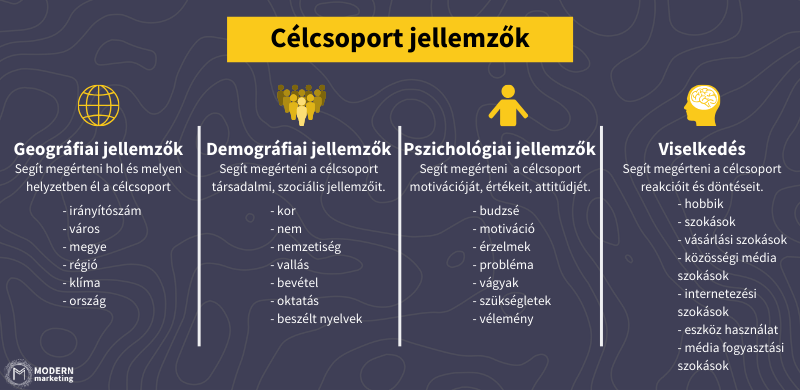 Célcsoport jellemzők
Geográfiai jellemzők
Segít megérteni hol és melyen
helyzetben él a célcsoport
- irányítószám
- város
- megye
- régió
- klíma
- ország
Demográfiai jellemzők
Segít megérteni a célcsoport
társadalmi, szociális jellemzőit.
- kor
- nem
- nemzetiség
- vallás
- bevétel
- oktatás
- beszélt nyelvek
Pszichológiai jellemzők
Segít megérteni a célcsoport
motivációját, értékeit, attitűdjét.
- budzsé
- motiváció
- érzelmek
- probléma
- vágyak
- szükségletek
- vélemény
Viselkedés
Segít megérteni a célcsoport
reakcióit és döntéseit.
- hobbik
- szokások
- vásárlási szokások
- közösségi média
szokások
- internetezési
szokások
- eszköz használat
- média fogyasztási
szokások
MODERN
marketing